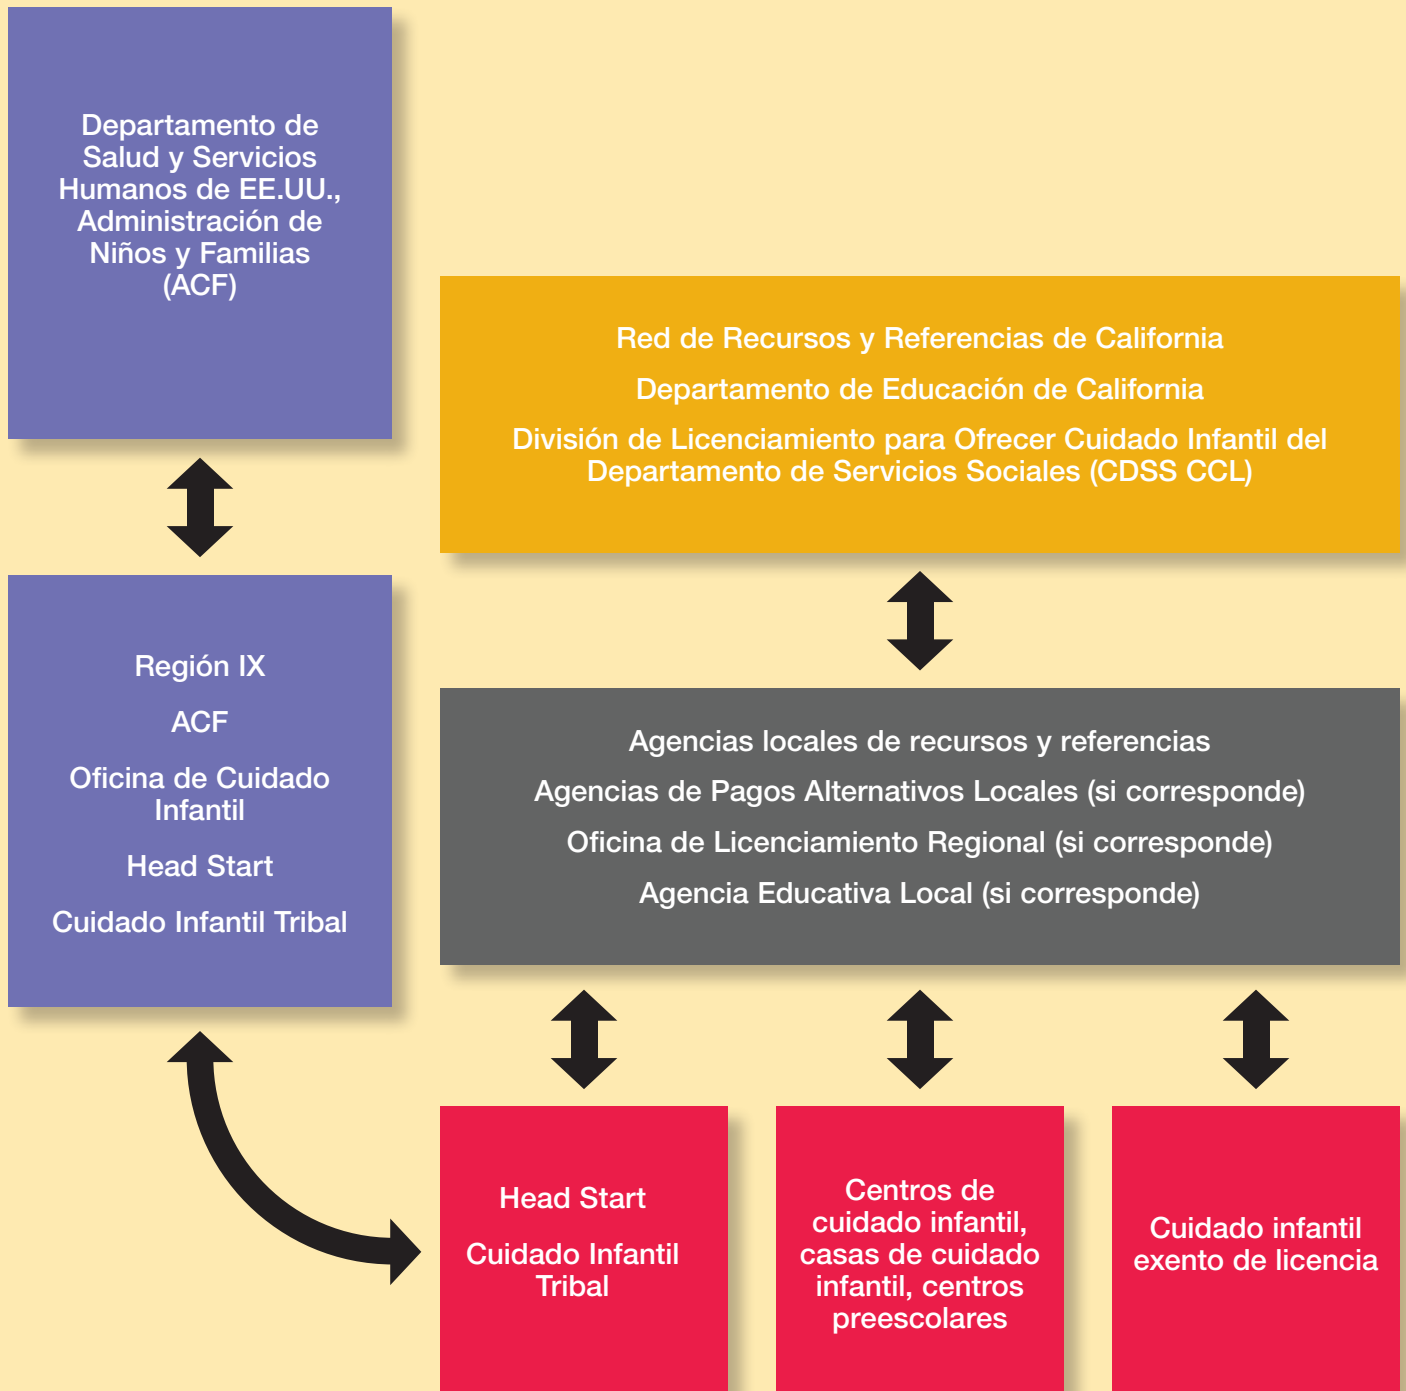 Departamento de
Salud y Servicios
Humanos de EE.UU.,
Administración de
Niños y Familias
(ACF)
Red de Recursos y Referencias de California
Departamento de Educación de California
División de Licenciamiento para Ofrecer Cuidado Infantil del
Departamento de Servicios Sociales (CDSS CCL)
Región IX
ACF
Oficina de Cuidado
Infantil
Head Start
Cuidado Infantil Tribal
Agencias locales de recursos y referencias
Agencias de Pagos Alternativos Locales (si corresponde)
Oficina de Licenciamiento Regional (si corresponde)
Agencia Educativa Local (si corresponde)
Head Start
Cuidado Infantil
Tribal
Centros de
cuidado infantil,
casas de cuidado
infantil, centros
preescolares
Cuidado infantil
exento de licencia